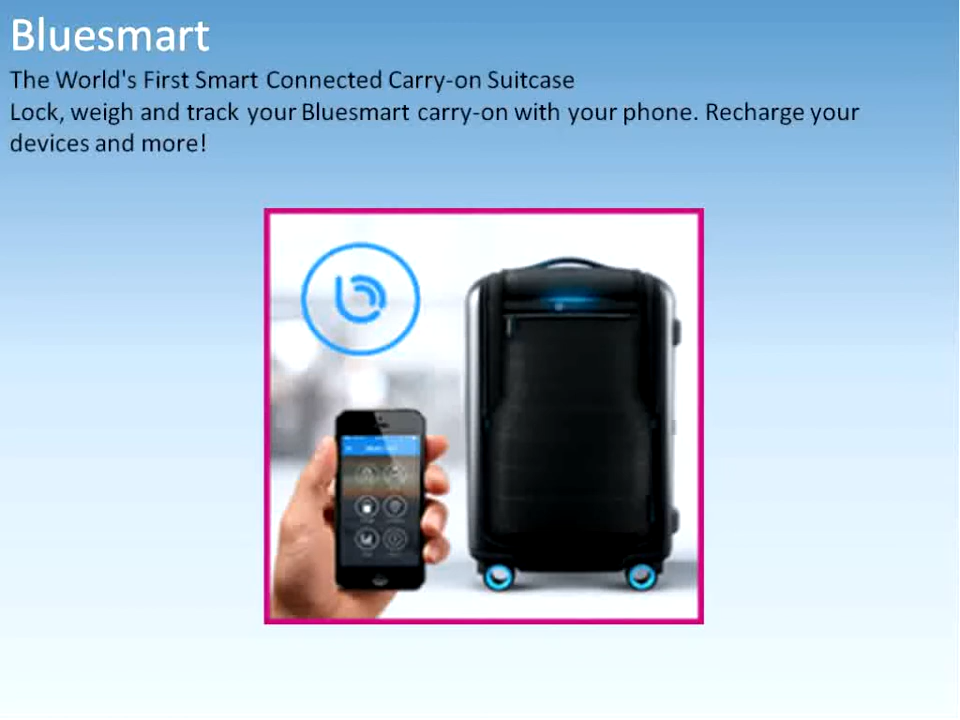 Bluesmart
The World's First Smart Connected Carry-on Suitcase
Lock, weigh and track your Bluesmart carry-on with your phone. Recharge your
devices and more!